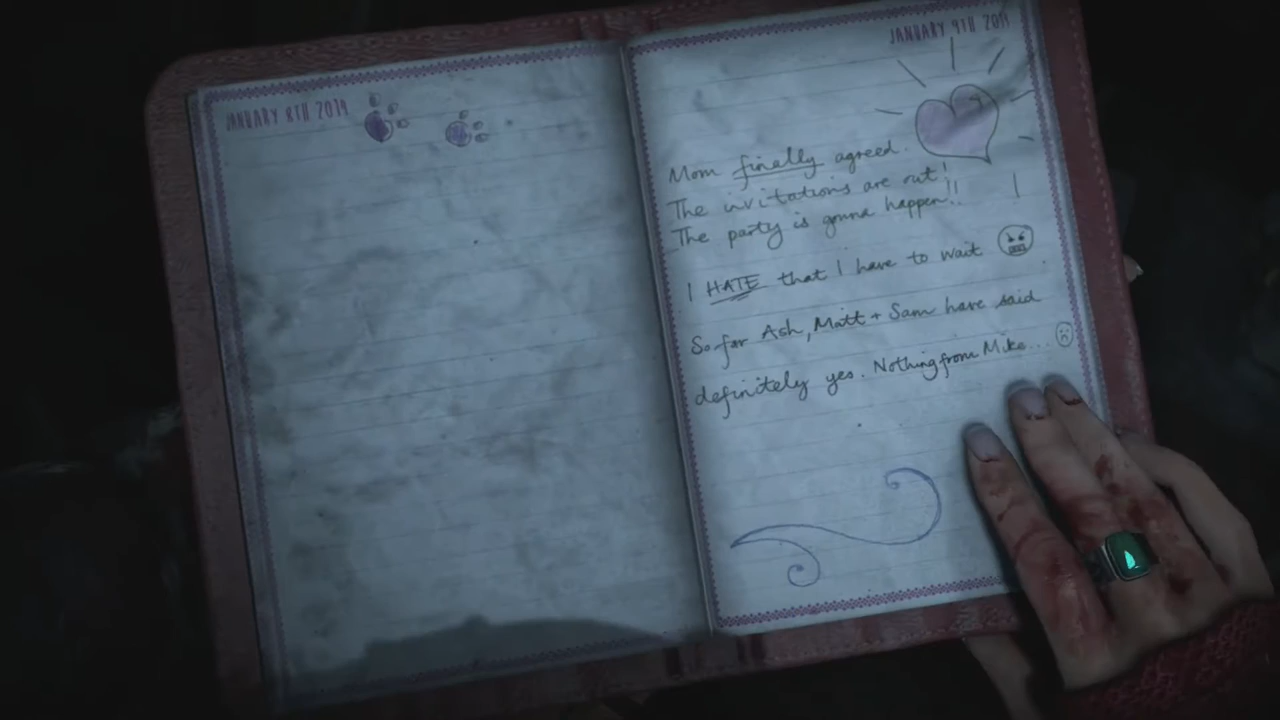 JANUARY 8TH 2014
JANUARY 9TH
Mom finally agreed.
The invitations are out!
The party is gonna happen!!
I HATE that I have to wait
So far Ash, Matt + Sam have said
definitely yes. Nothing from Mike...